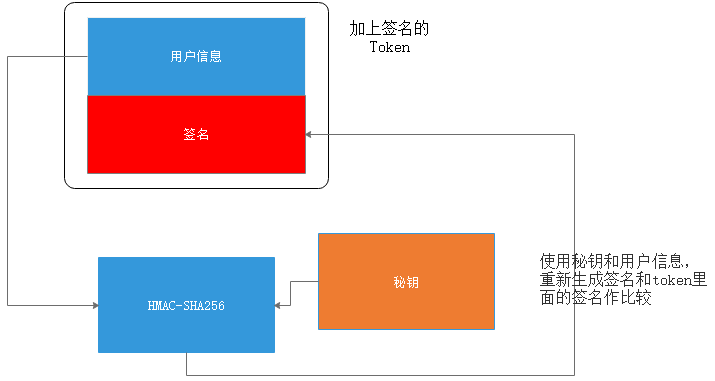 加上签名的
Token
用户信息
签名
使用秘钥和用户信息，
重新生成签名和token里
面的签名作比较
秘钥
HMAC-SHA256